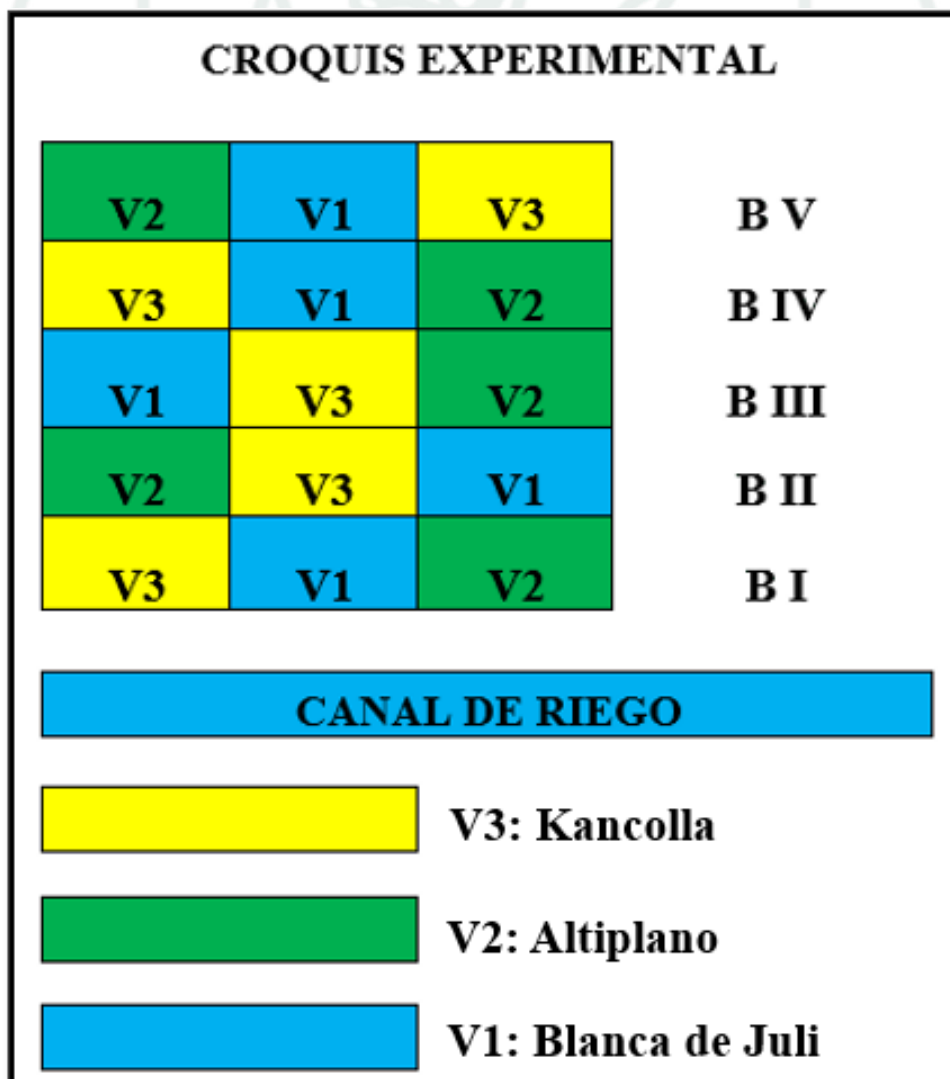 CROQUIS EXPERIMENTAL
V2 V1 V3 B V
V3 V1 V2 B IV
V1 V3 V2 B III
V2 V3 V1 B II
V3 V1 V2 B I
CANAL DE RIEGO
V3: Kancolla
V2: Altiplano
V1: Blanca de Juli